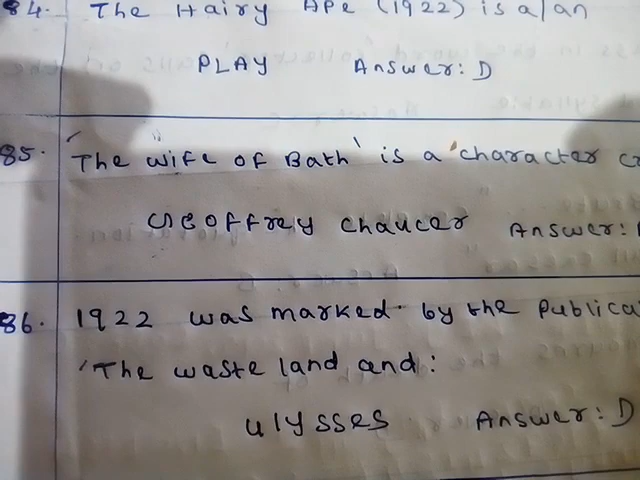 84. The Hairy Ape (1922) is a/an
PLAY Answer: D
85. 'The wife of Bath' is a character
Geoffrey chaucer Answer:
86. 1922 was marked by the Publica
'The waste land and:
ulysses Answer: D